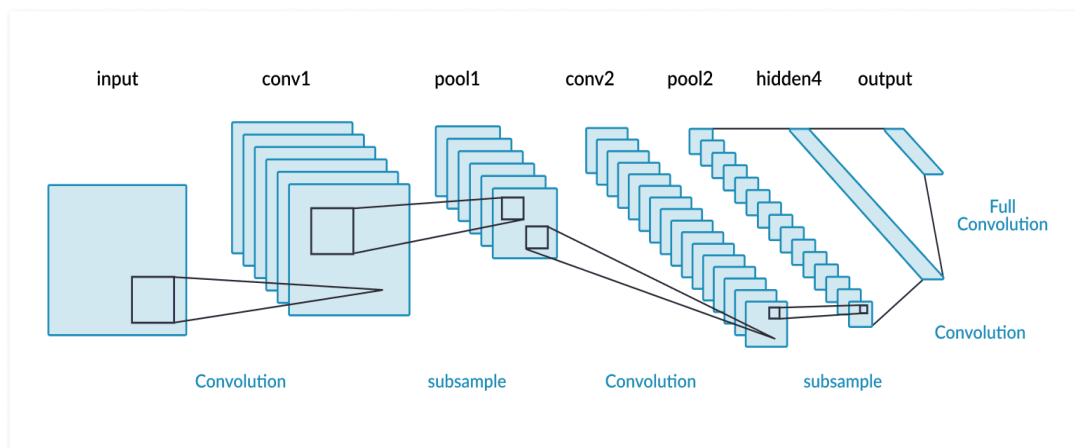 input
conv1
pool1
conv2
pool2
hidden4
output
Full
Convolution
Convolution
Convolution
subsample
Convolution
subsample